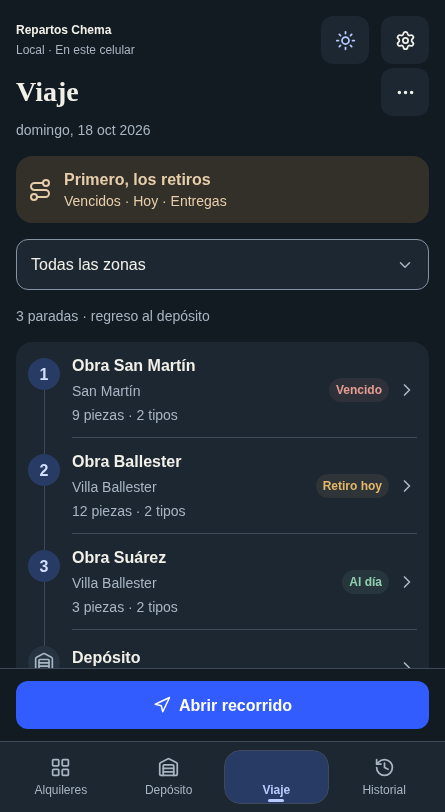 Repartos Chema
Local · En este celular
Viaje
domingo, 18 oct 2026
Primero, los retiros
Vencidos · Hoy · Entregas
Todas las zonas
3 paradas · regreso al depósito
1
Obra San Martín
San Martín
9 piezas · 2 tipos
Vencido
2
Obra Ballester
Villa Ballester
12 piezas · 2 tipos
Retiro hoy
3
Obra Suárez
Villa Ballester
3 piezas · 2 tipos
Al día
Depósito
Abrir recorrido
Alquileres
Depósito
Viaje
Historial